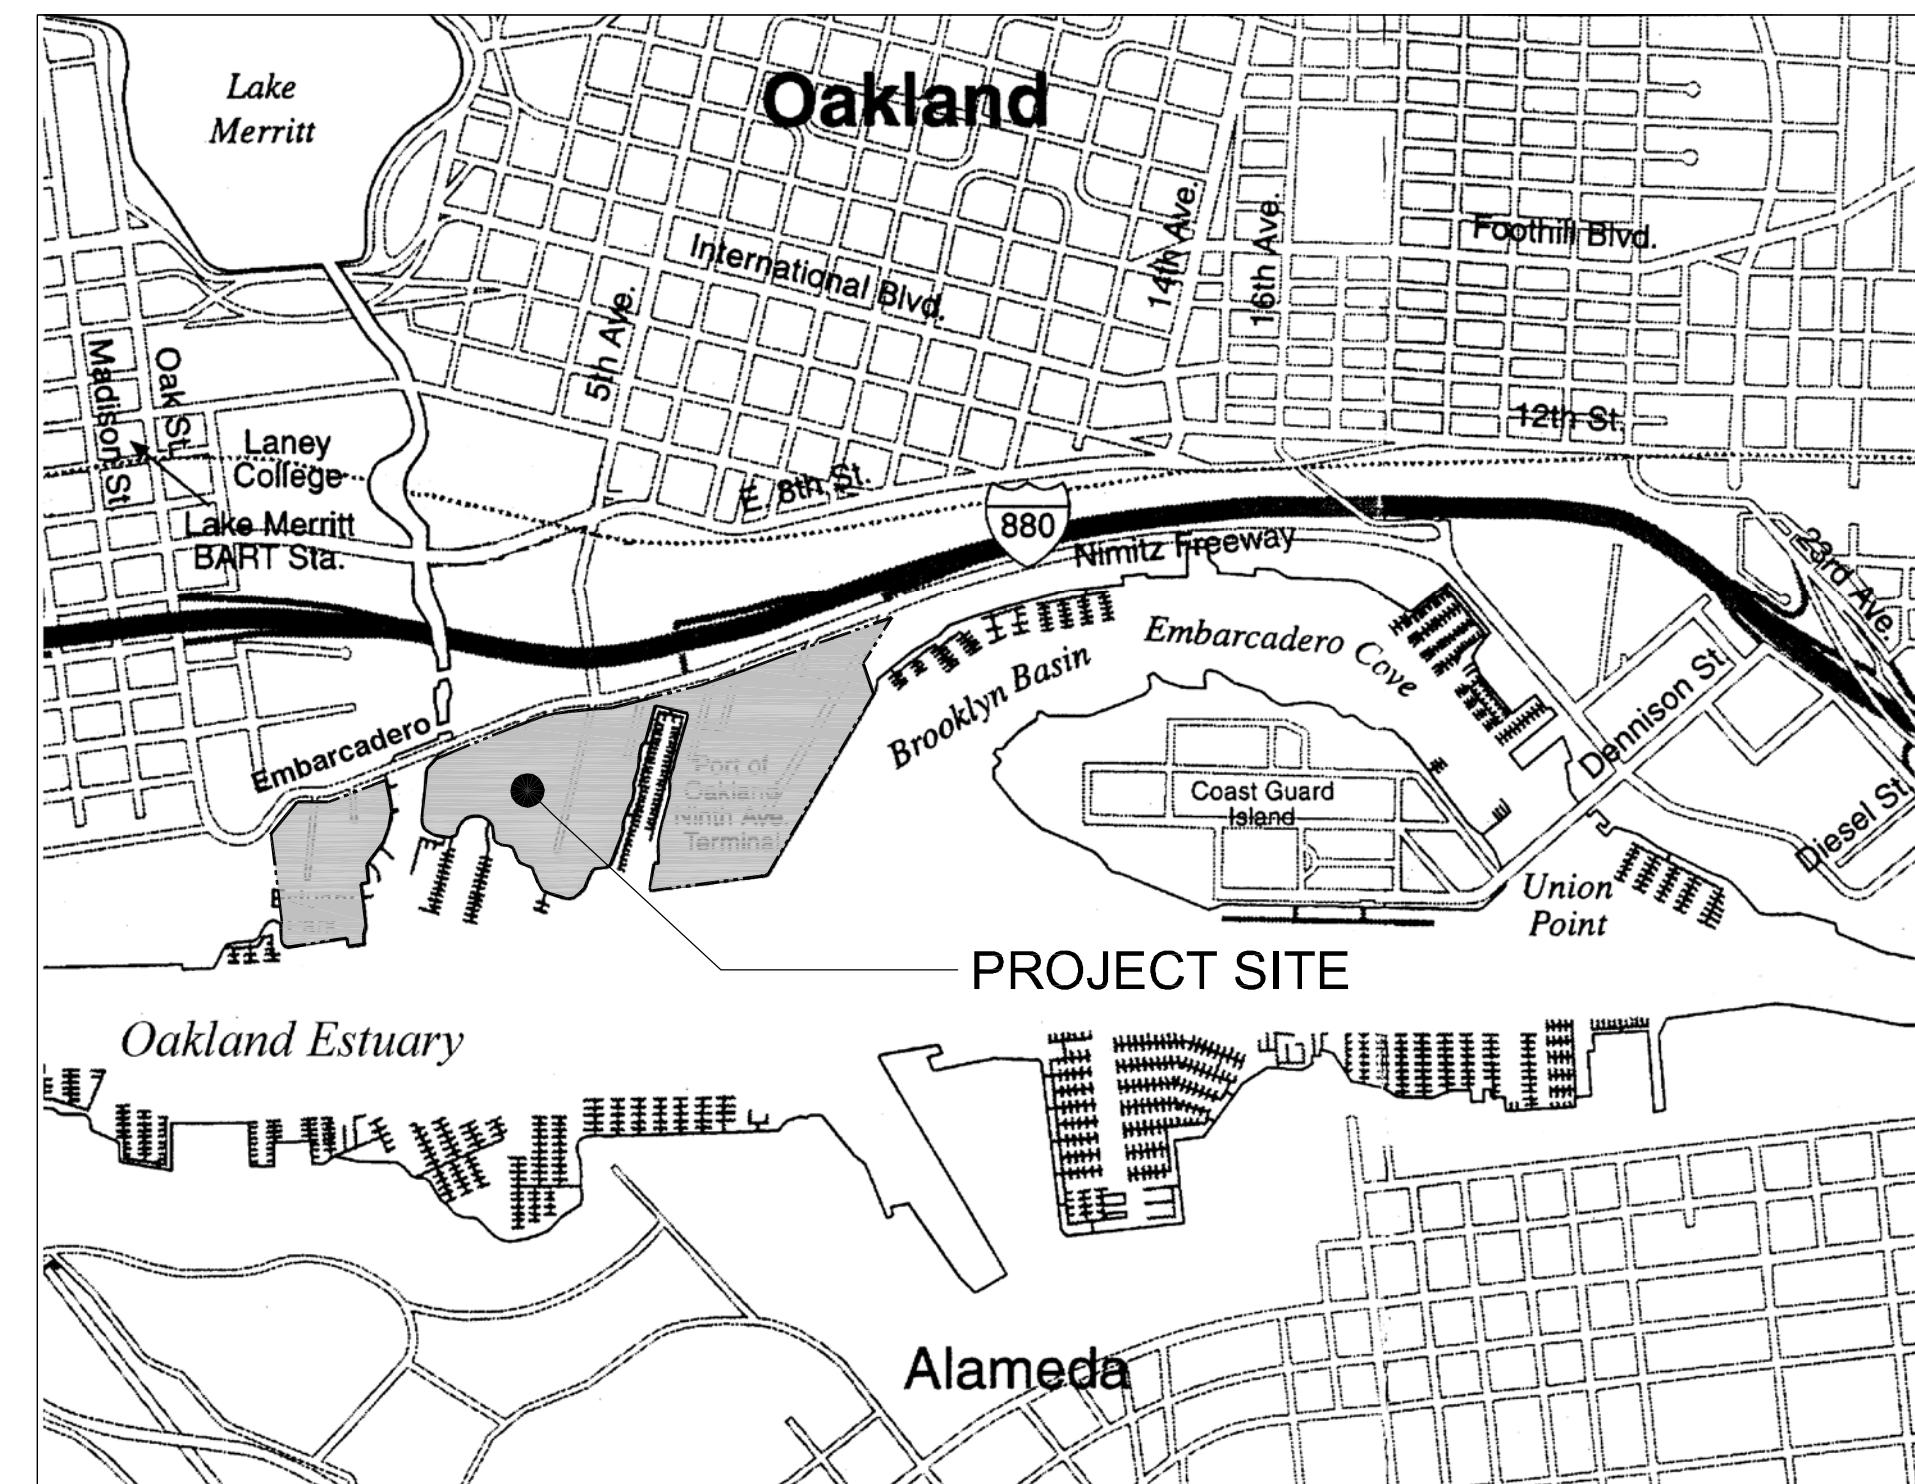 Lake
Merritt
Oakland
14th Ave.
16th Ave.
Foothill Blvd.
International Blvd.
5th Ave.
Madison St
Oak St.
12th St.
Laney
College
E 8th St.
Lake Merritt
BART Sta.
880
Nimitz Freeway
23rd Ave.
Embarcadero
Cove
Brooklyn Basin
Dennison St.
Embarcadero
Port of
Oakland
Ninth Ave.
Terminal
Coast Guard
Island
Diesel St.
Union
Point
PROJECT SITE
Oakland Estuary
Alameda